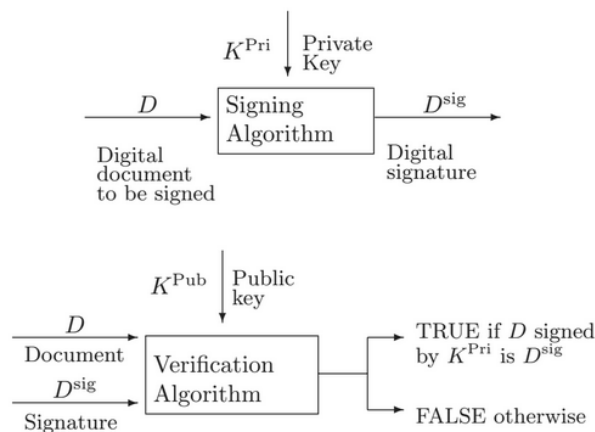 K^Pri Private
Key
D
Signing
Algorithm
D^sig
Digital
document
to be signed
Digital
signature
K^Pub Public
key
D
Document
D^sig
Signature
Verification
Algorithm
TRUE if D signed
by K^Pri is D^sig
FALSE otherwise